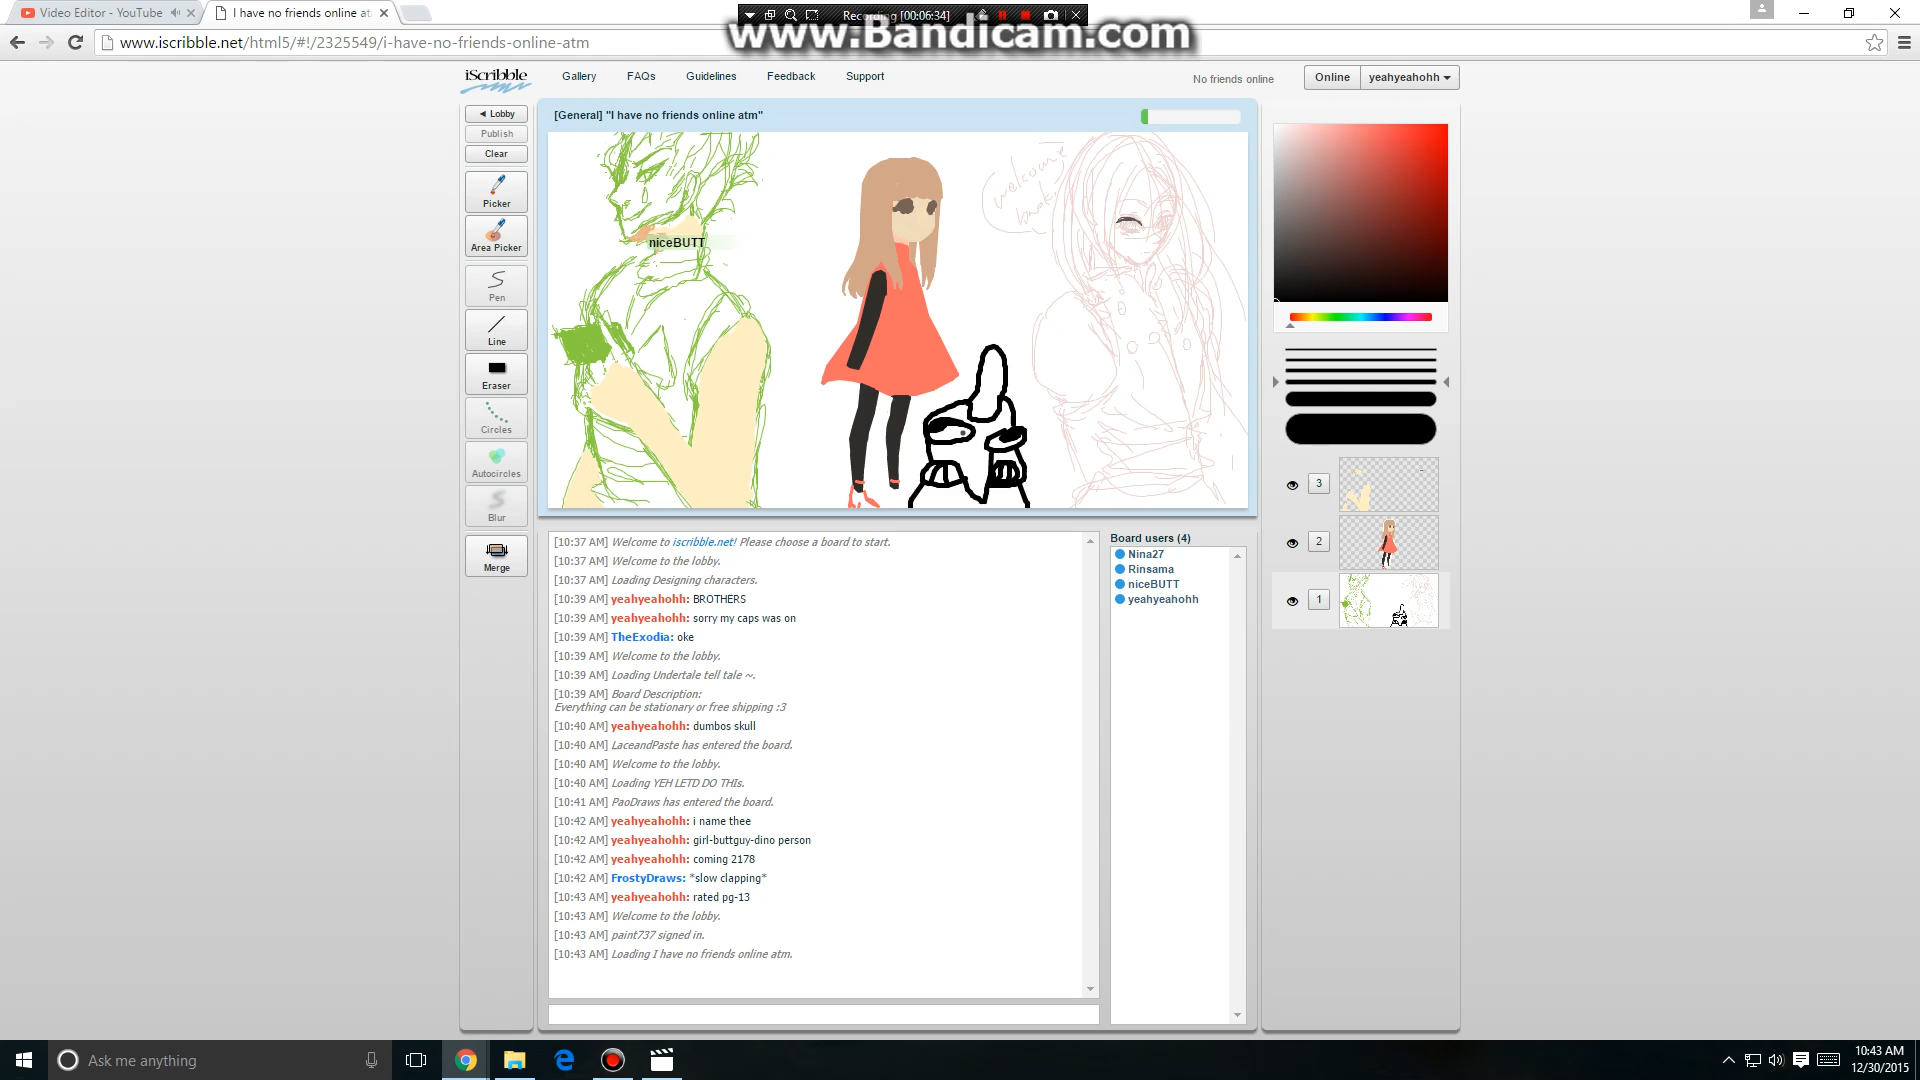 Video Editor - YouTube
I have no friends online at
Recording [00:06:34]
www.Bandicam.com
www.iscribble.net/html5/#!/2325549/i-have-no-friends-online-atm
iScribble
Gallery
FAQs
Guidelines
Feedback
Support
No friends online
Online
yeahyeahohh
◄ Lobby
Publish
Clear
Picker
Area Picker
Pen
Line
Eraser
Circles
Autocircles
Blur
Merge
[General] "I have no friends online atm"
niceBUTT
welcome
back
[10:37 AM] Welcome to iscribble.net! Please choose a board to start.
[10:37 AM] Welcome to the lobby.
[10:37 AM] Loading Designing characters.
[10:39 AM] yeahyeahohh: BROTHERS
[10:39 AM] yeahyeahohh: sorry my caps was on
[10:39 AM] TheExodia: oke
[10:39 AM] Welcome to the lobby.
[10:39 AM] Loading Undertale tell tale ~.
[10:39 AM] Board Description:
Everything can be stationary or free shipping :3
[10:40 AM] yeahyeahohh: dumbos skull
[10:40 AM] LaceandPaste has entered the board.
[10:40 AM] Welcome to the lobby.
[10:40 AM] Loading YEH LETD DO THIs.
[10:41 AM] PaoDraws has entered the board.
[10:42 AM] yeahyeahohh: i name thee
[10:42 AM] yeahyeahohh: girl-buttguy-dino person
[10:42 AM] yeahyeahohh: coming 2178
[10:42 AM] FrostyDraws: *slow clapping*
[10:43 AM] yeahyeahohh: rated pg-13
[10:43 AM] Welcome to the lobby.
[10:43 AM] paint737 signed in.
[10:43 AM] Loading I have no friends online atm.
Board users (4)
Nina27
Rinsama
niceBUTT
yeahyeahohh
3
2
1
Ask me anything
10:43 AM
12/30/2015